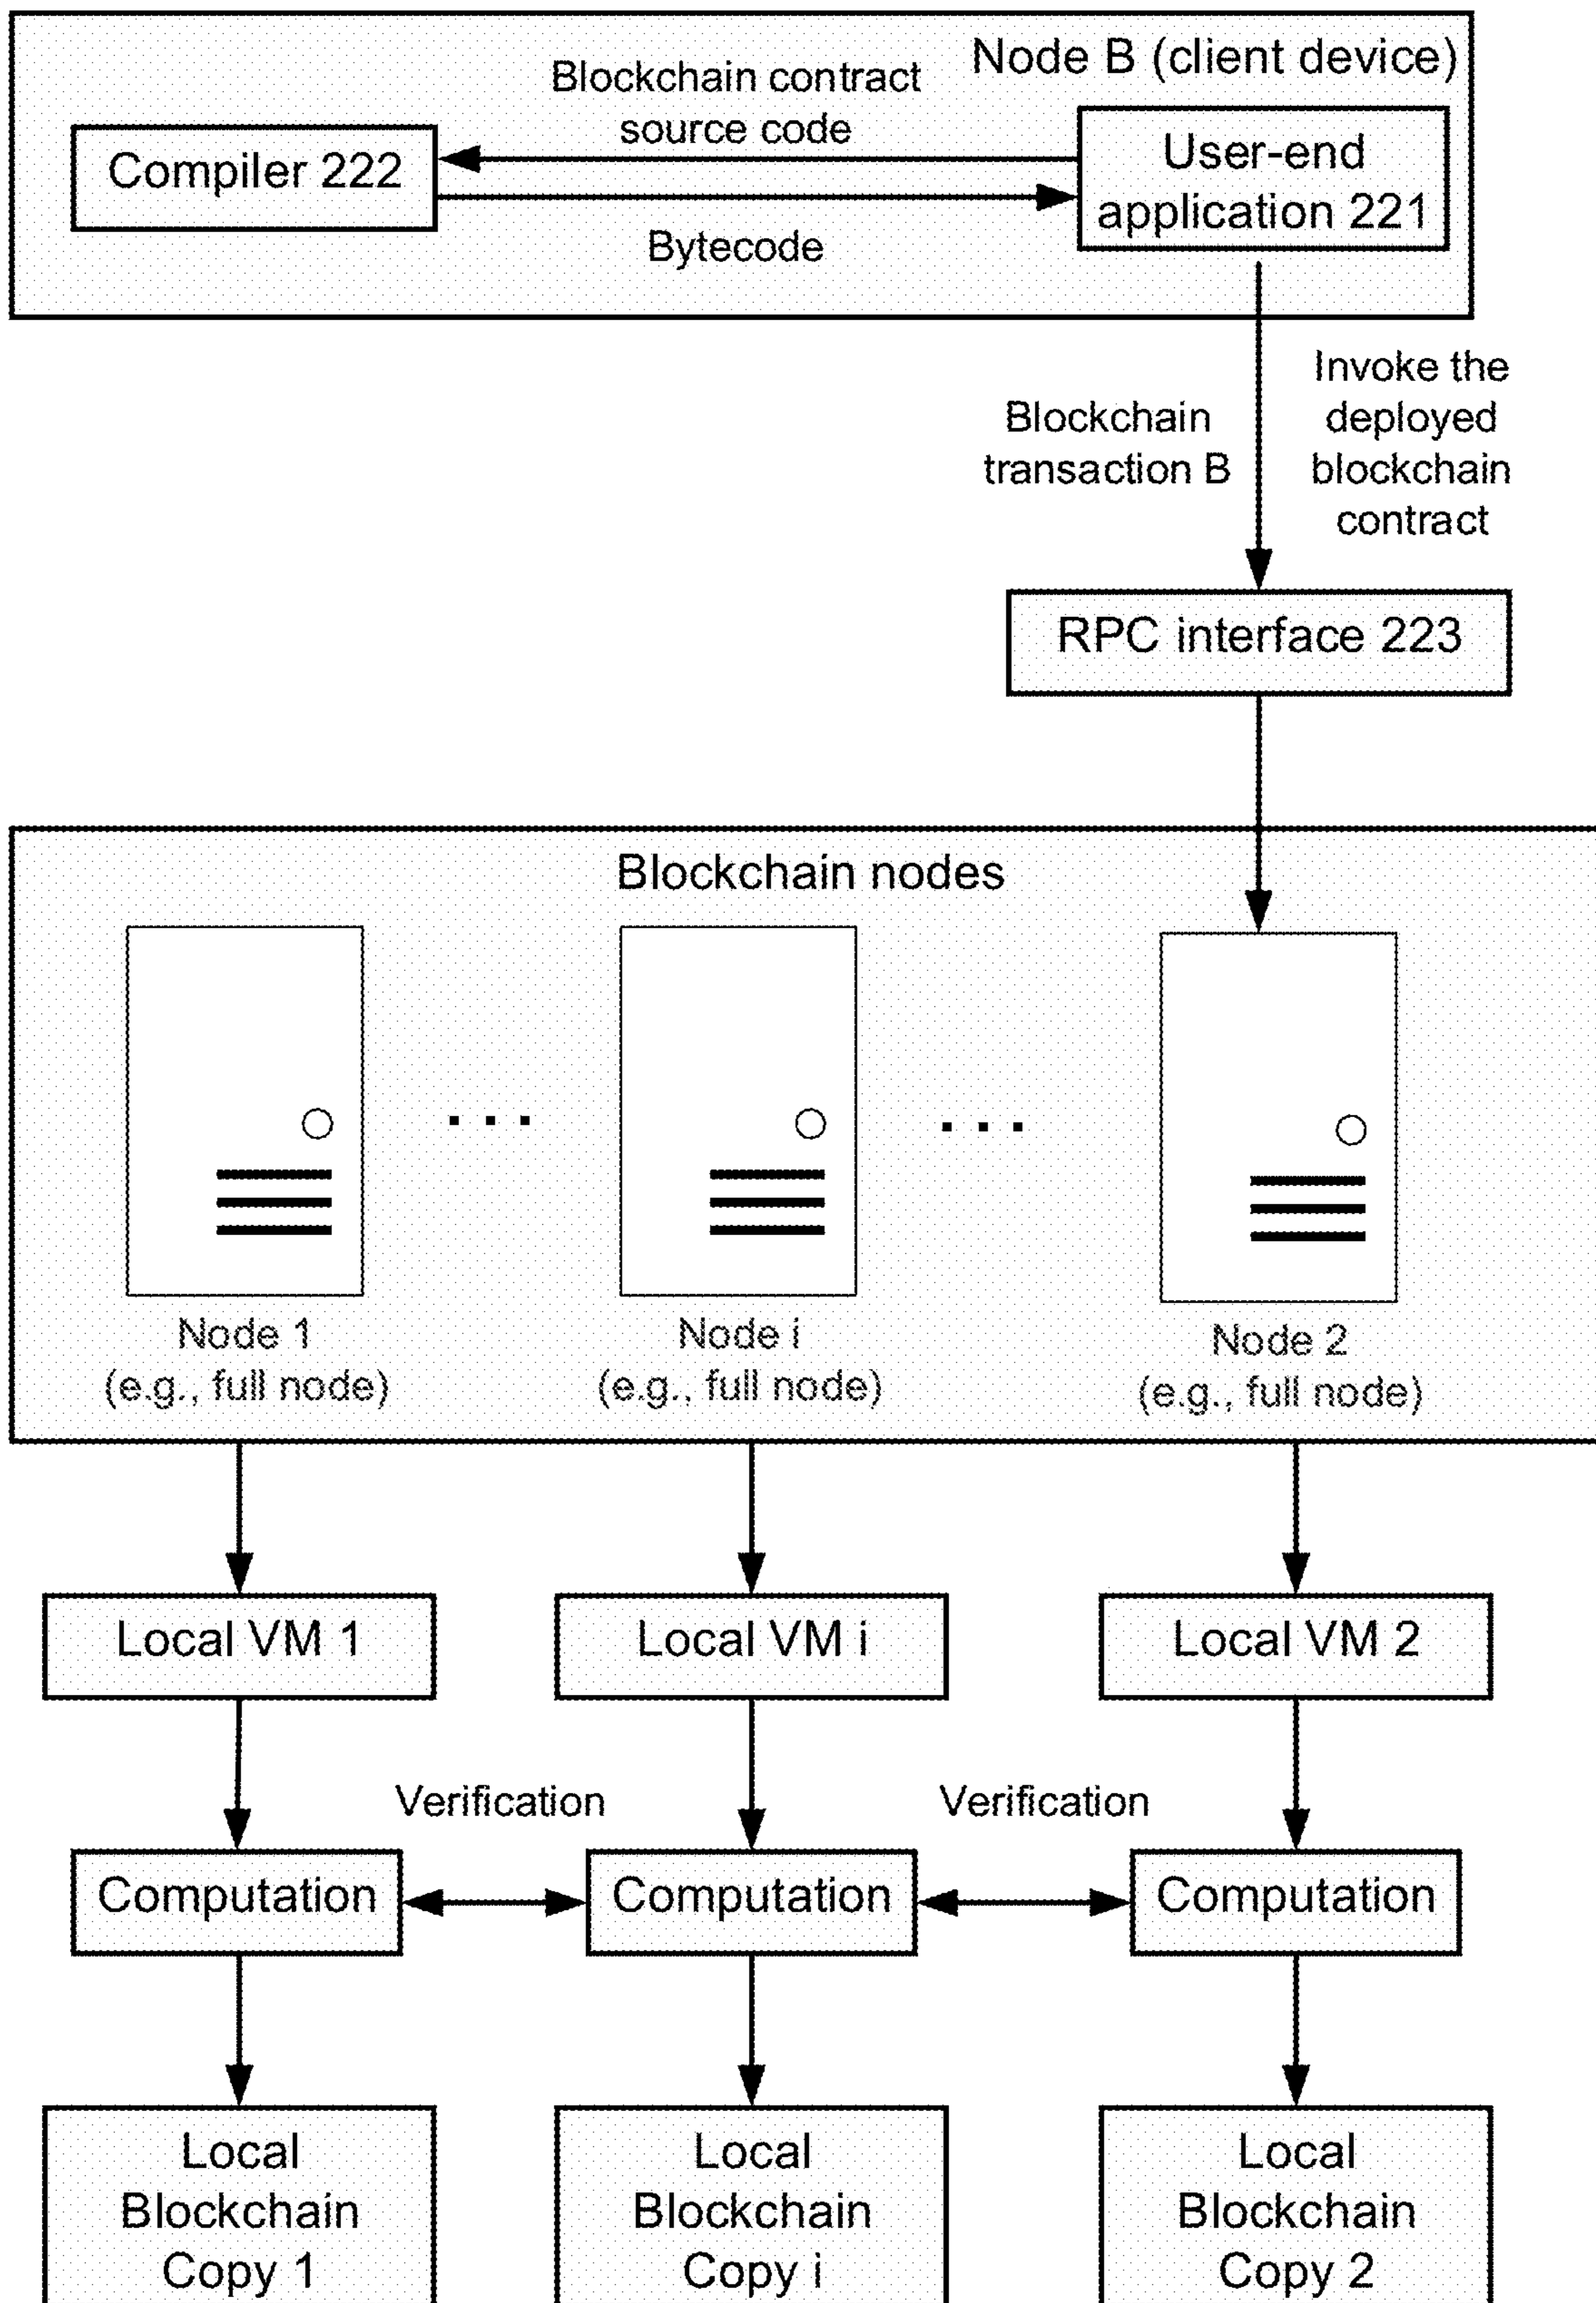 Node B (client device)
Blockchain contract
source code
Compiler 222
User-end
application 221
Bytecode
Invoke the
deployed
blockchain
contract
Blockchain
transaction B
RPC interface 223
Blockchain nodes
. . .
. . .
Node 1
(e.g., full node)
Node i
(e.g., full node)
Node 2
(e.g., full node)
Local VM 1
Local VM i
Local VM 2
Verification
Verification
Computation
Computation
Computation
Local
Blockchain
Copy 1
Local
Blockchain
Copy i
Local
Blockchain
Copy 2